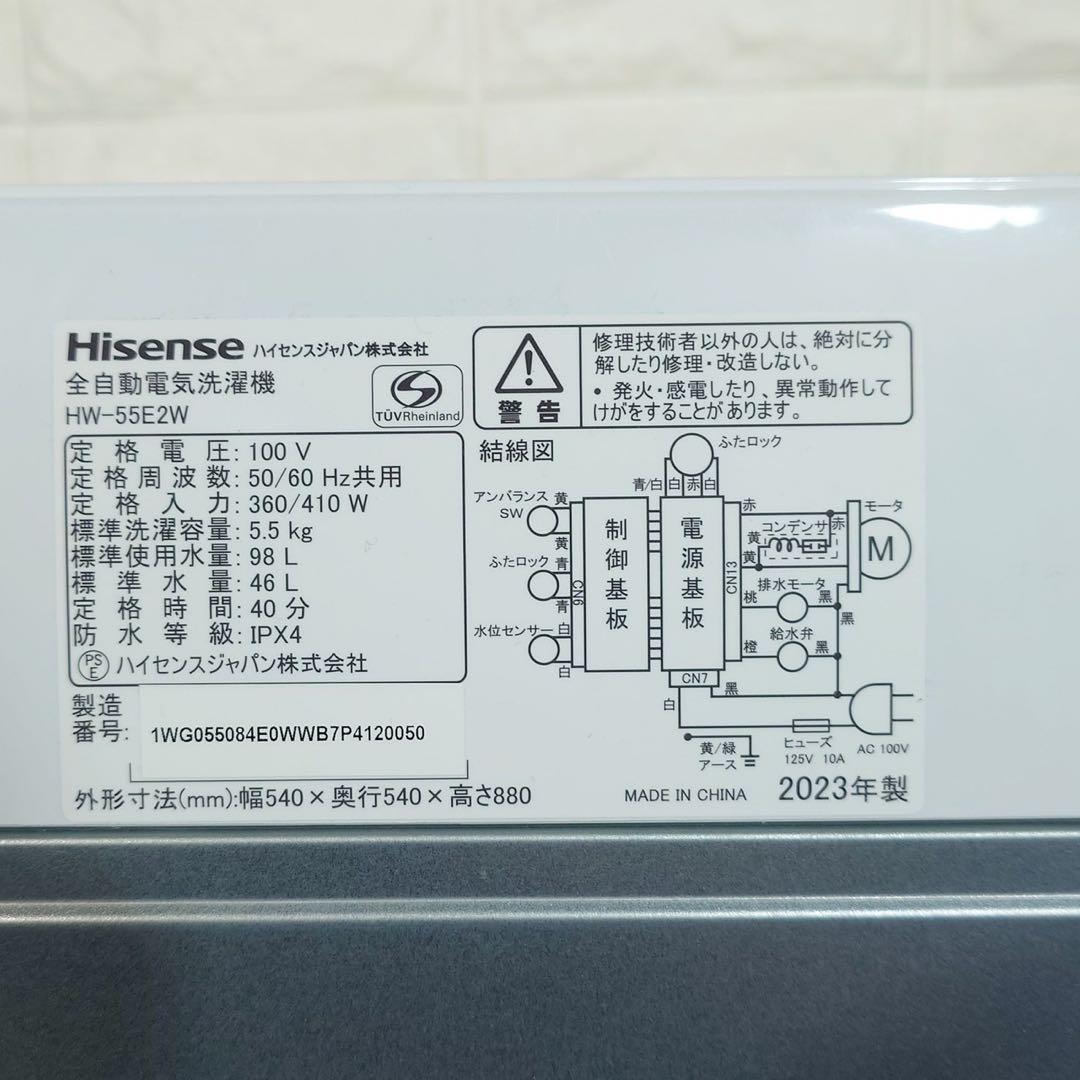 Hisense ハイセンスジャパン株式会社
全自動電気洗濯機
HW-55E2W
TÜVRheinland
定格電圧: 100 V
定格周波数: 50/60 Hz共用
定格入力: 360/410 W
標準洗濯容量: 5.5 kg
標準使用水量: 98 L
標準水量: 46 L
定格時間: 40 分
防水等級: IPX4
PSE ハイセンスジャパン株式会社
製造
番号: 1WG055084E0WWB7P4120050
外形寸法(mm):幅540×奥行540×高さ880
警告
修理技術者以外の人は、絶対に分
解したり修理・改造しない。
・発火・感電したり、異常動作して
けがをすることがあります。
結線図
ふたロック
青/白 白 赤 白
アンバランス
SW
黄
黄
ふたロック
青
青
水位センサー
白
白
CN6
制御基板
電源基板
CN13
CN7
赤
コンデンサ
赤
黄
黄
モータ
M
排水モータ
桃
黒
黒
給水弁
橙
黒
黒
白
黄/緑
アース
ヒューズ
125V 10A
AC 100V
MADE IN CHINA
2023年製